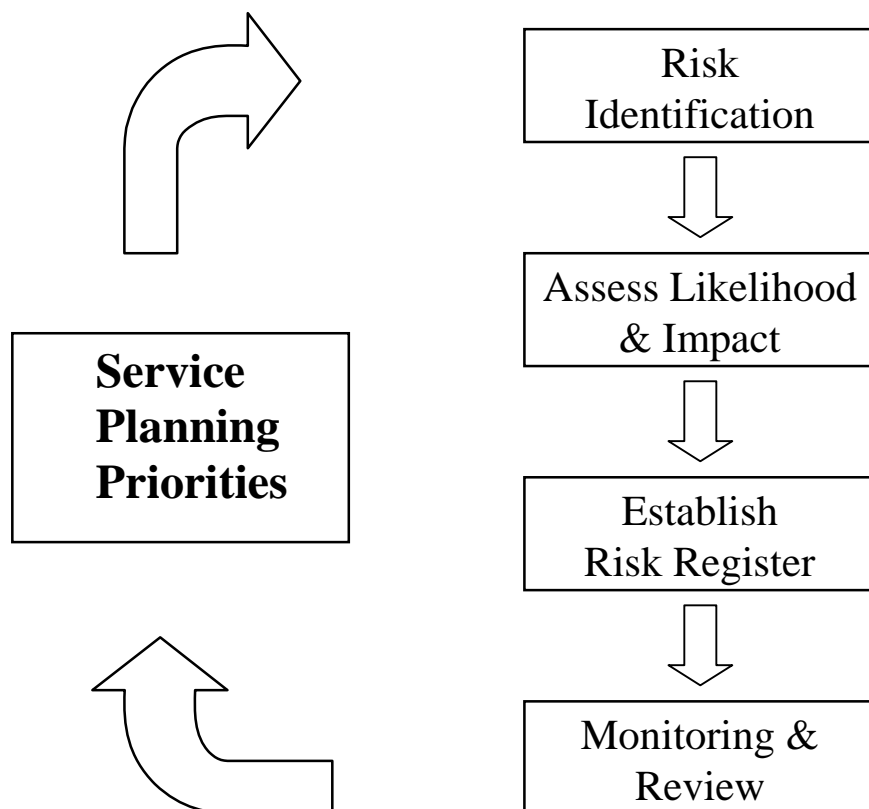 Risk
Identification
Assess Likelihood
& Impact
Service
Planning
Priorities
Establish
Risk Register
Monitoring &
Review